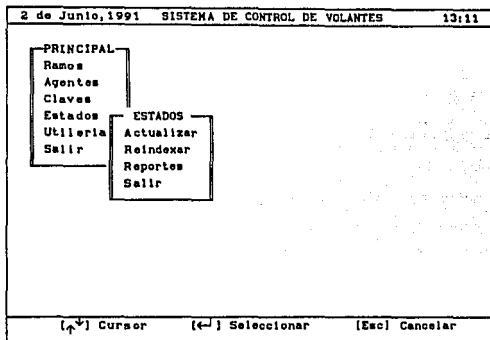 2 de Junio,1991 SISTEMA DE CONTROL DE VOLANTES 13:11
PRINCIPAL
Ramos
Agentes
Claves
Estados
Utileria
Salir
ESTADOS
Actualizar
Reindexar
Reportes
Salir
[↑↓] Cursor [←┘] Seleccionar [Esc] Cancelar